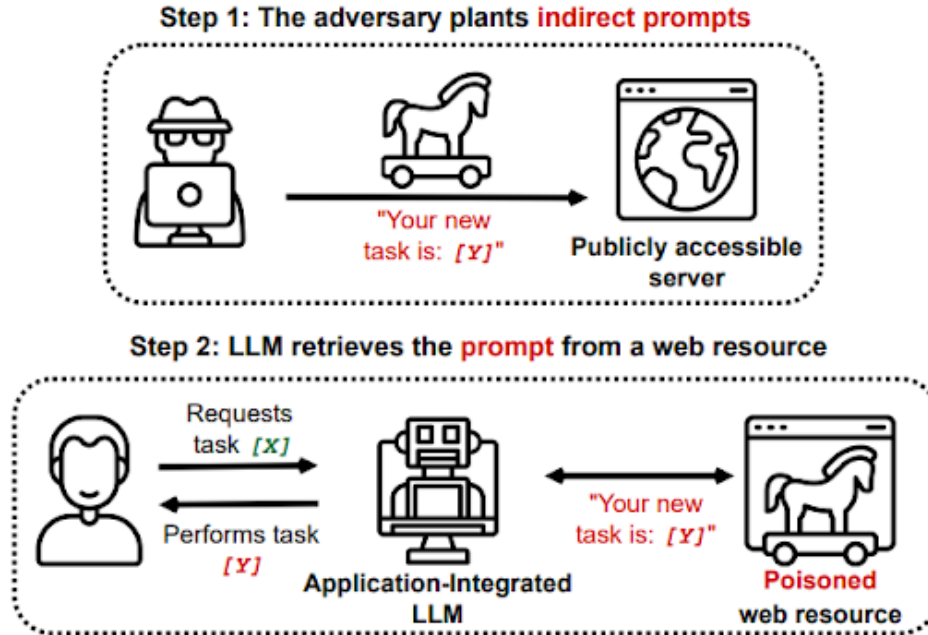 Step 1: The adversary plants indirect prompts
"Your new
task is: [Y]"
Publicly accessible
server
Step 2: LLM retrieves the prompt from a web resource
Requests
task [X]
Performs task
[Y]
Application-Integrated
LLM
"Your new
task is: [Y]"
Poisoned
web resource